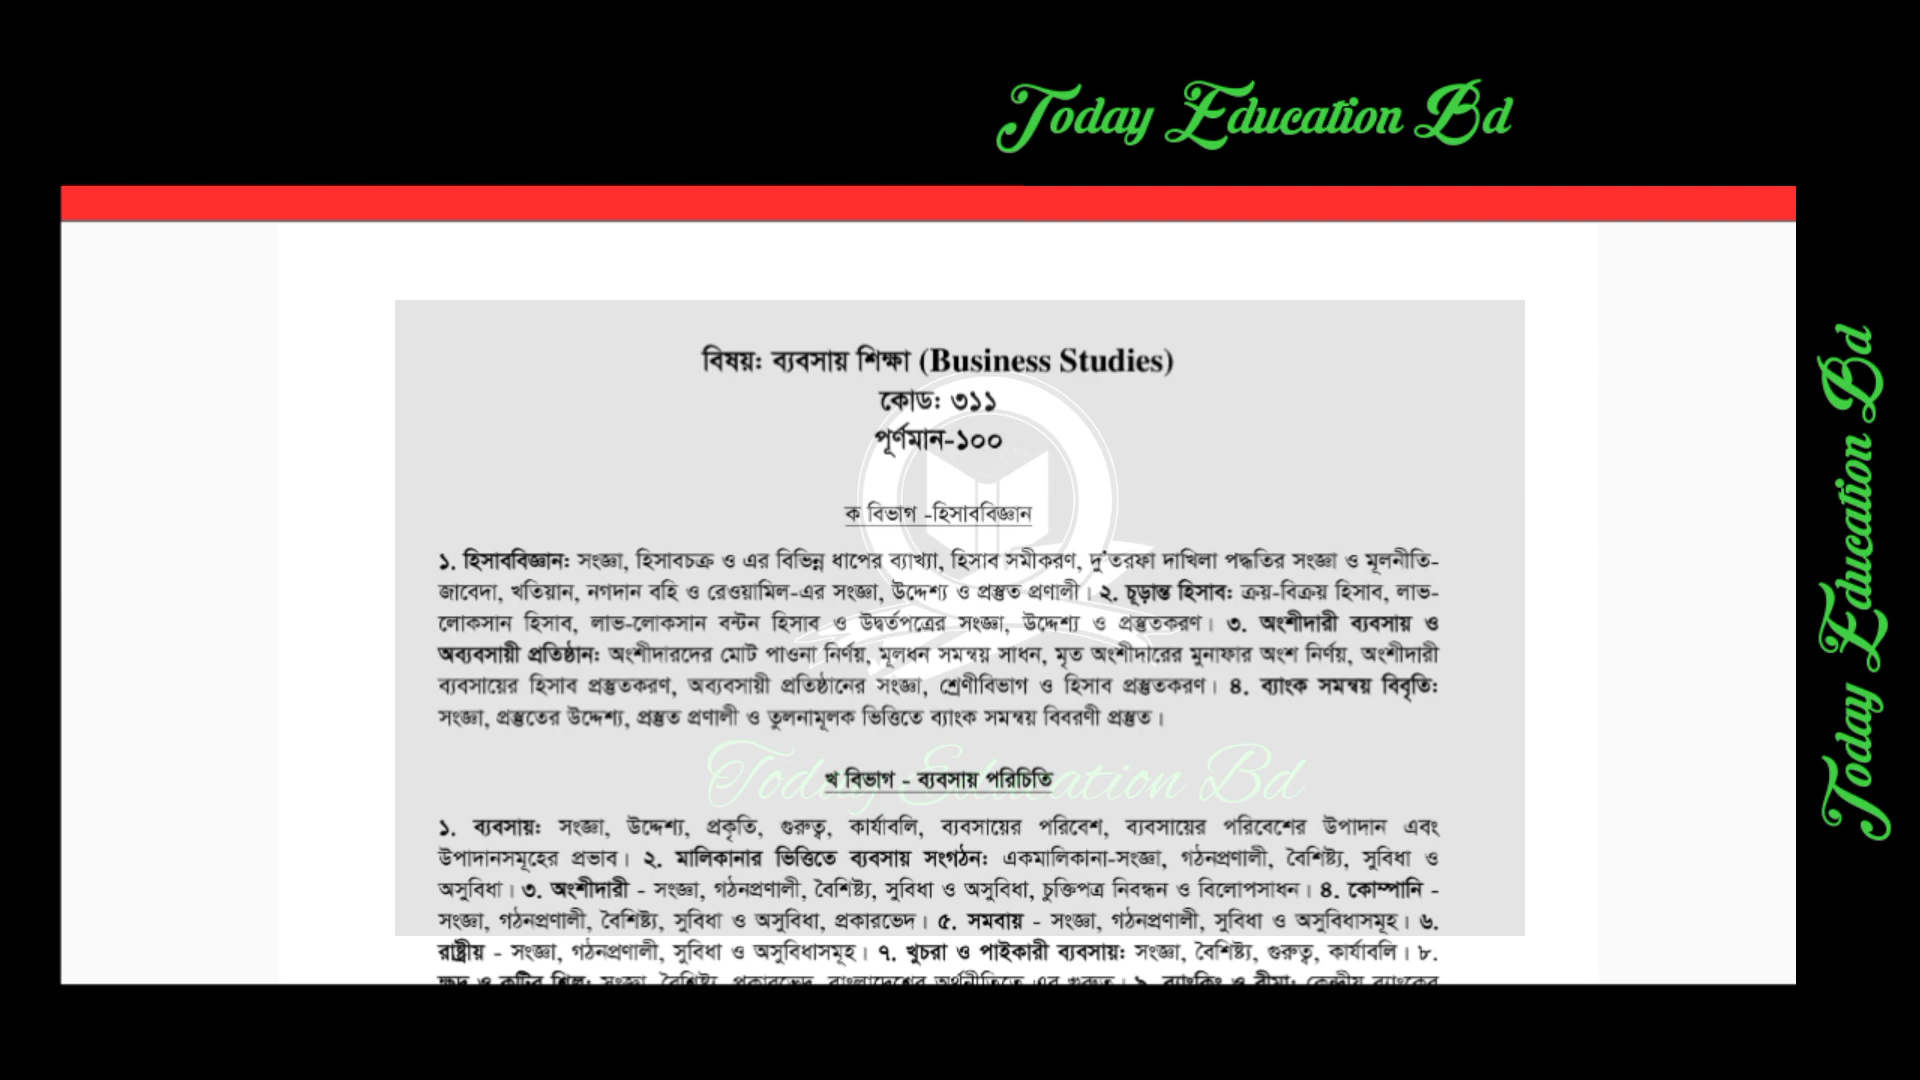 Today Education Bd
বিষয়: ব্যবসায় শিক্ষা (Business Studies)
কোড: ৩১১
পূর্ণমান-১০০
ক বিভাগ -হিসাববিজ্ঞান
১. হিসাববিজ্ঞান: সংজ্ঞা, হিসাবচক্র ও এর বিভিন্ন ধাপের ব্যাখ্যা, হিসাব সমীকরণ, দু'তরফা দাখিলা পদ্ধতির সংজ্ঞা ও মূলনীতি-
জাবেদা, খতিয়ান, নগদান বহি ও রেওয়ামিল-এর সংজ্ঞা, উদ্দেশ্য ও প্রস্তুত প্রণালী। ২. চূড়ান্ত হিসাব: ক্রয়-বিক্রয় হিসাব, লাভ-
লোকসান হিসাব, লাভ-লোকসান বন্টন হিসাব ও উদ্বর্তপত্রের সংজ্ঞা, উদ্দেশ্য ও প্রস্তুতকরণ। ৩. অংশীদারী ব্যবসায় ও
অব্যবসায়ী প্রতিষ্ঠান: অংশীদারদের মোট পাওনা নির্ণয়, মূলধন সমন্বয় সাধন, মৃত অংশীদারের মুনাফার অংশ নির্ণয়, অংশীদারী
ব্যবসায়ের হিসাব প্রস্তুতকরণ, অব্যবসায়ী প্রতিষ্ঠানের সংজ্ঞা, শ্রেণীবিভাগ ও হিসাব প্রস্তুতকরণ। ৪. ব্যাংক সমন্বয় বিবৃতি:
সংজ্ঞা, প্রস্তুতের উদ্দেশ্য, প্রস্তুত প্রণালী ও তুলনামূলক ভিত্তিতে ব্যাংক সমন্বয় বিবরণী প্রস্তুত।
Today Education Bd
খ বিভাগ - ব্যবসায় পরিচিতি
১. ব্যবসায়: সংজ্ঞা, উদ্দেশ্য, প্রকৃতি, গুরুত্ব, কার্যাবলি, ব্যবসায়ের পরিবেশ, ব্যবসায়ের পরিবেশের উপাদান এবং
উপাদানসমূহের প্রভাব। ২. মালিকানার ভিত্তিতে ব্যবসায় সংগঠন: একমালিকানা-সংজ্ঞা, গঠনপ্রণালী, বৈশিষ্ট্য, সুবিধা ও
অসুবিধা। ৩. অংশীদারী - সংজ্ঞা, গঠনপ্রণালী, বৈশিষ্ট্য, সুবিধা ও অসুবিধা, চুক্তিপত্র নিবন্ধন ও বিলোপসাধন। ৪. কোম্পানি -
সংজ্ঞা, গঠনপ্রণালী, বৈশিষ্ট্য, সুবিধা ও অসুবিধা, প্রকারভেদ। ৫. সমবায় - সংজ্ঞা, গঠনপ্রণালী, সুবিধা ও অসুবিধাসমূহ। ৬.
রাষ্ট্রীয় - সংজ্ঞা, গঠনপ্রণালী, সুবিধা ও অসুবিধাসমূহ। ৭. খুচরা ও পাইকারী ব্যবসায়: সংজ্ঞা, বৈশিষ্ট্য, গুরুত্ব, কার্যাবলি। ৮.
ক্ষুদ্র ও কুটির শিল্প: সংজ্ঞা, বৈশিষ্ট্য, প্রকারভেদ, বাংলাদেশের অর্থনীতিতে এর গুরুত্ব। ৯. ব্যাংকিং ও বীমা: কেন্দ্রীয় ব্যাংকের
Today Education Bd